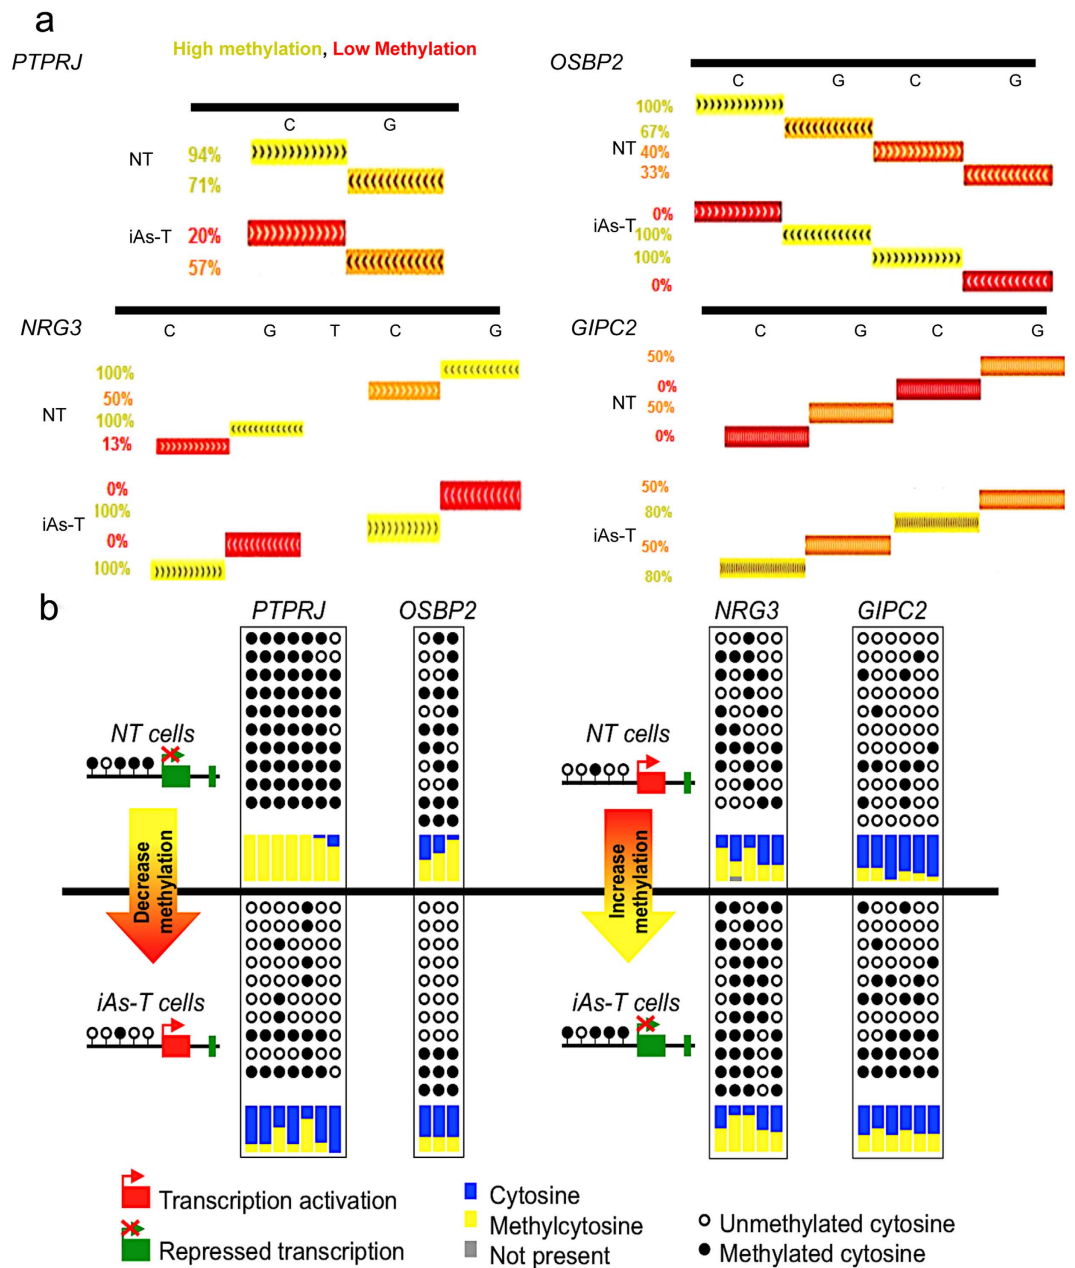 a
High methylation, Low Methylation
PTPRJ
C G
NT
94%
71%
iAs-T
20%
57%
OSBP2
C G C G
100%
67%
NT
40%
33%
0%
iAs-T
100%
100%
0%
NRG3
C G T C G
100%
50%
NT
100%
13%
0%
100%
iAs-T
0%
100%
GIPC2
C G C G
50%
0%
NT
50%
0%
50%
80%
iAs-T
50%
80%
b
PTPRJ OSBP2 NRG3 GIPC2
NT cells
NT cells
Decrease
methylation
Increase
methylation
iAs-T cells
iAs-T cells
Transcription activation
Repressed transcription
Cytosine
Methylcytosine
Not present
Unmethylated cytosine
Methylated cytosine